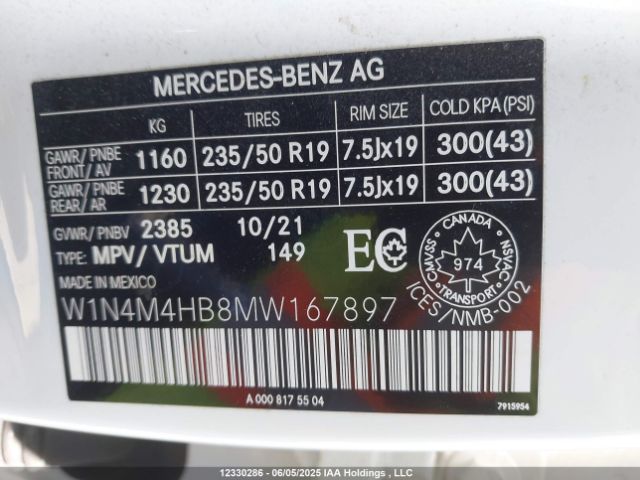 MERCEDES-BENZ AG
KG TIRES RIM SIZE COLD KPA(PSI)
GAWR/PNBE FRONT/AV 1160 235/50 R19 7.5Jx19 300(43)
GAWR/PNBE REAR/AR 1230 235/50 R19 7.5Jx19 300(43)
GVWR/PNBV 2385 10/21
TYPE: MPV/VTUM 149 EC
MADE IN MEXICO
CANADA
CMVSS 974 NSVAC
TRANSPORT
ICES/NMB-002
W1N4M4HB8MW167897
A 000 817 55 04
7915954
12330286 - 06/05/2025 IAA Holdings, LLC